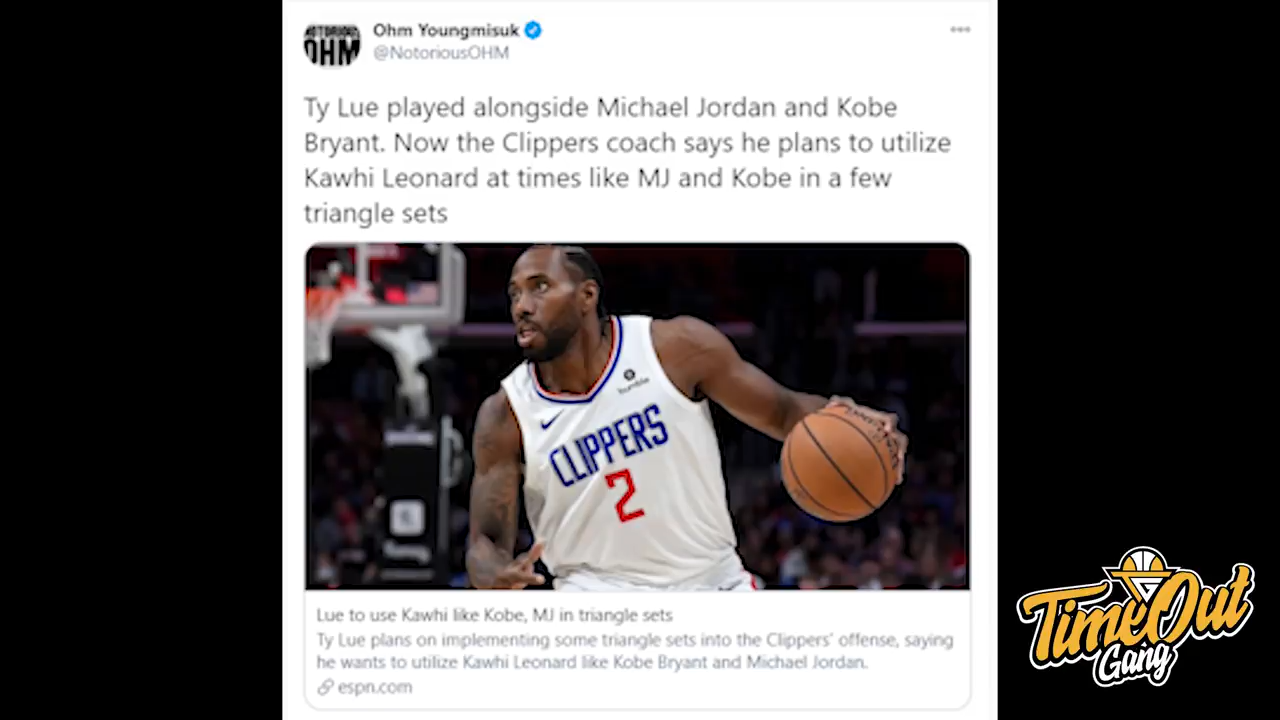 Ohm Youngmisuk
@NotoriousOHM
Ty Lue played alongside Michael Jordan and Kobe
Bryant. Now the Clippers coach says he plans to utilize
Kawhi Leonard at times like MJ and Kobe in a few
triangle sets
CLIPPERS
2
Lue to use Kawhi like Kobe, MJ in triangle sets
Ty Lue plans on implementing some triangle sets into the Clippers' offense, saying
he wants to utilize Kawhi Leonard like Kobe Bryant and Michael Jordan.
espn.com
TimeOut
Gang